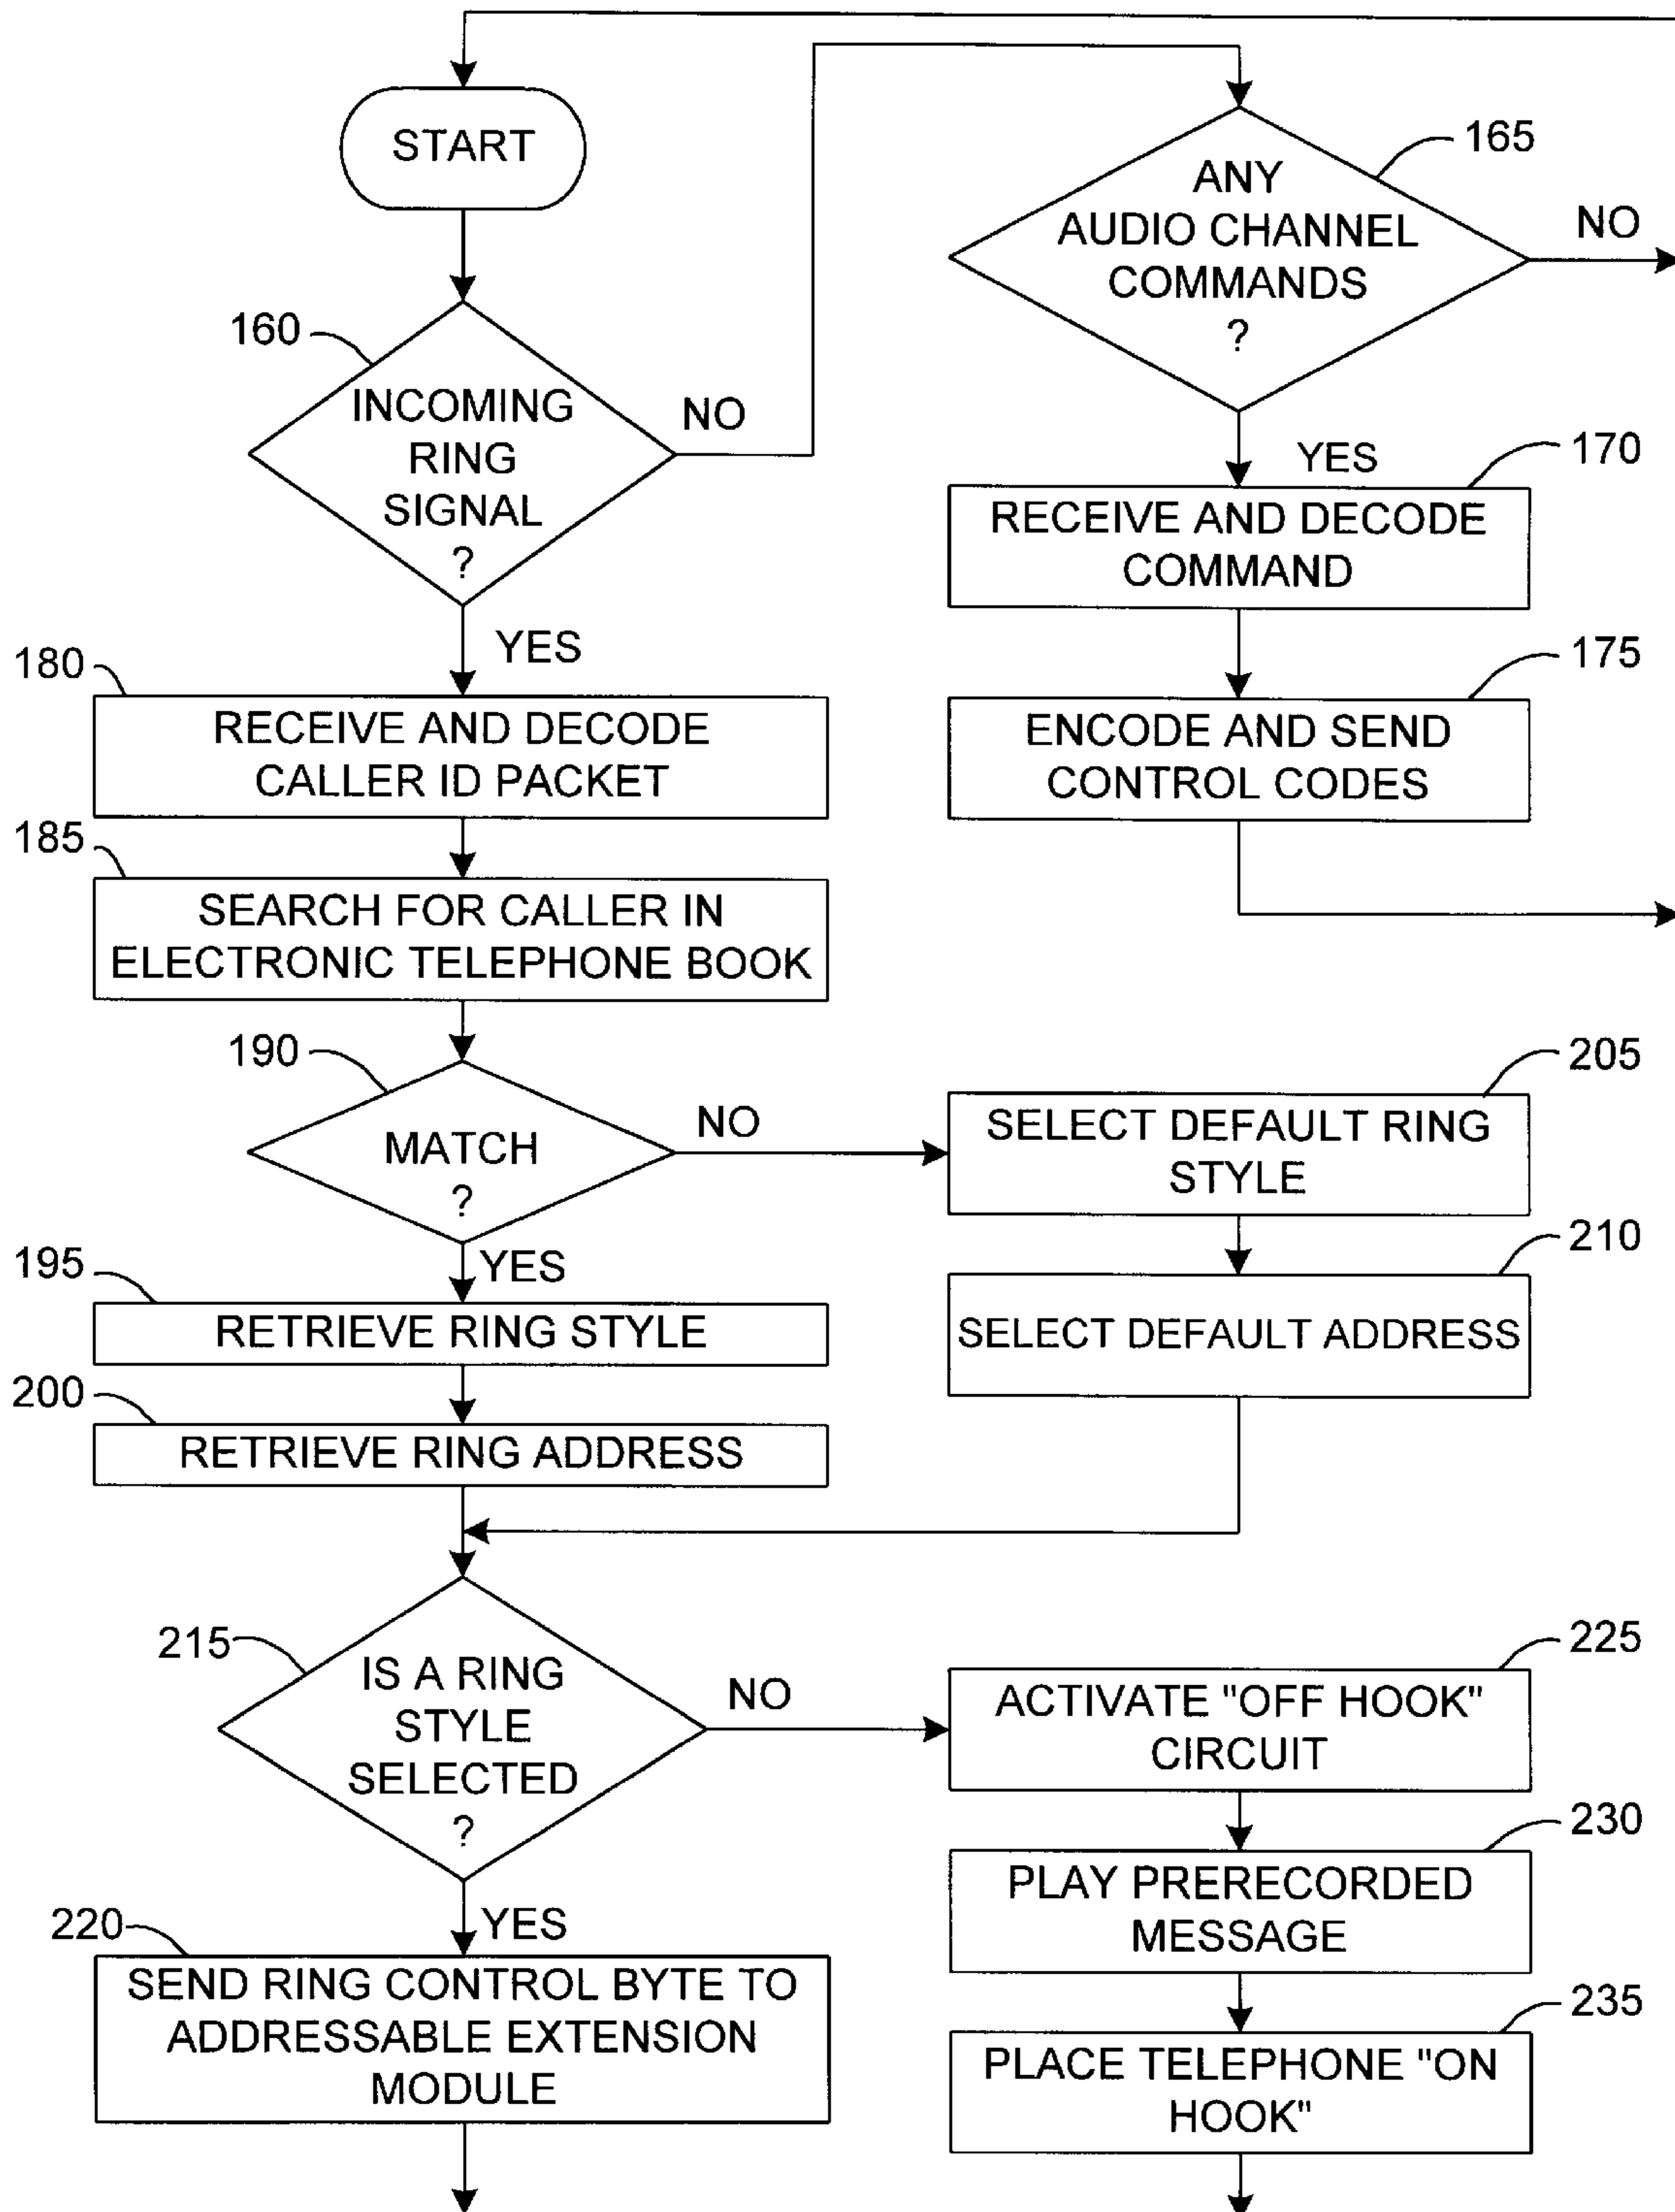 START
160
INCOMING
RING
SIGNAL
?
NO
YES
165
ANY
AUDIO CHANNEL
COMMANDS
?
NO
YES
170
RECEIVE AND DECODE
COMMAND
175
ENCODE AND SEND
CONTROL CODES
180
RECEIVE AND DECODE
CALLER ID PACKET
185
SEARCH FOR CALLER IN
ELECTRONIC TELEPHONE BOOK
190
MATCH
?
NO
YES
205
SELECT DEFAULT RING
STYLE
210
SELECT DEFAULT ADDRESS
195
RETRIEVE RING STYLE
200
RETRIEVE RING ADDRESS
215
IS A RING
STYLE
SELECTED
?
NO
YES
225
ACTIVATE "OFF HOOK"
CIRCUIT
230
PLAY PRERECORDED
MESSAGE
235
PLACE TELEPHONE "ON
HOOK"
220
SEND RING CONTROL BYTE TO
ADDRESSABLE EXTENSION
MODULE